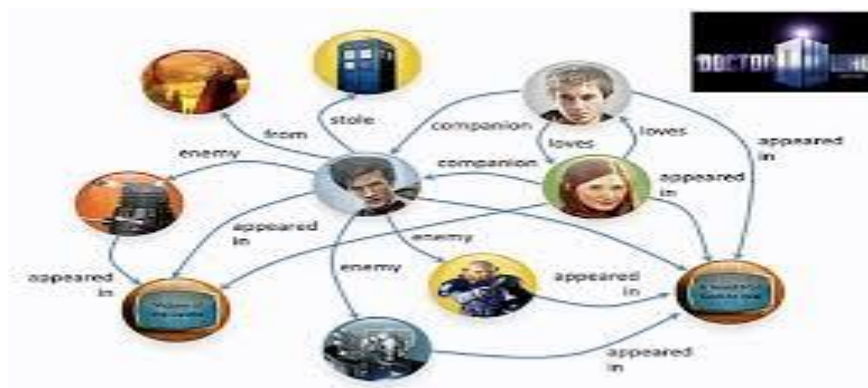 DOCTOR WHO
stole
from
companion
loves
loves
appeared
in
enemy
companion
appeared
in
appeared
in
enemy
appeared
in
enemy
appeared
in
appeared
in